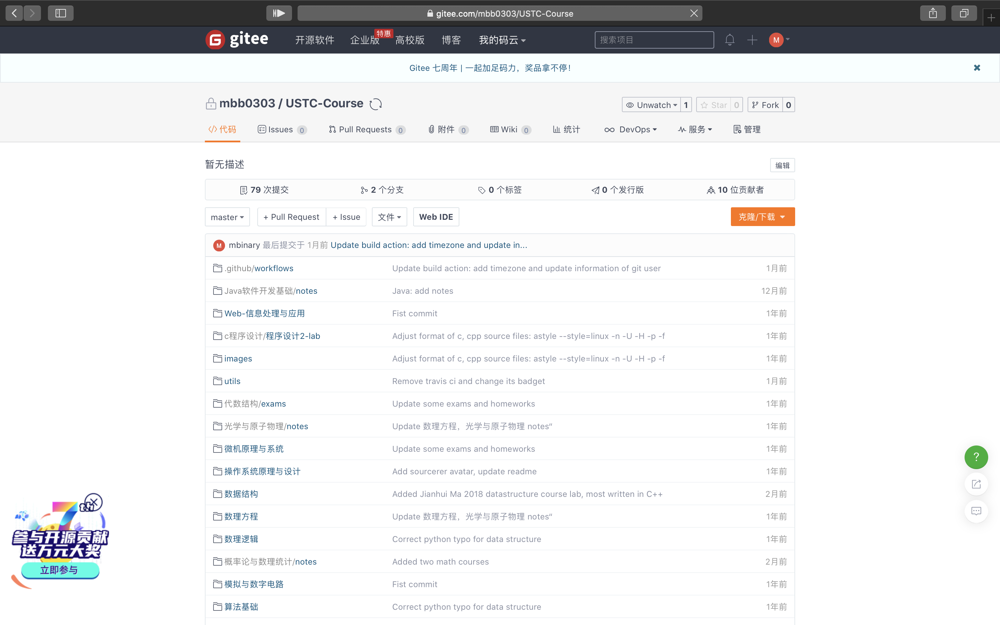 gitee.com/mbb0303/USTC-Course
gitee 开源软件 企业版 特惠 高校版 博客 我的码云 搜索项目 M
Gitee 七周年 | 一起加足码力，奖品拿不停！
mbb0303 / USTC-Course Unwatch 1 Star 0 Fork 0
代码 Issues 0 Pull Requests 0 附件 0 Wiki 0 统计 DevOps 服务 管理
暂无描述 编辑
79 次提交 2 个分支 0 个标签 0 个发行版 10 位贡献者
master + Pull Request + Issue 文件 Web IDE 克隆/下载
M mbinary 最后提交于 1月前 Update build action: add timezone and update in...
.github/workflows Update build action: add timezone and update information of git user 1月前
Java软件开发基础/notes Java: add notes 12月前
Web-信息处理与应用 Fist commit 1年前
c程序设计/程序设计2-lab Adjust format of c, cpp source files: astyle --style=linux -n -U -H -p -f 1年前
images Adjust format of c, cpp source files: astyle --style=linux -n -U -H -p -f 1年前
utils Remove travis ci and change its badget 1月前
代数结构/exams Update some exams and homeworks 1年前
光学与原子物理/notes Update 数理方程，光学与原子物理 notes“ 1年前
微机原理与系统 Update some exams and homeworks 1年前
操作系统原理与设计 Add sourcerer avatar, update readme 1年前
数据结构 Added Jianhui Ma 2018 datastructure course lab, most written in C++ 2月前
数理方程 Update 数理方程，光学与原子物理 notes“ 1年前
数理逻辑 Correct python typo for data structure 1年前
概率论与数理统计/notes Added two math courses 2月前
模拟与数字电路 Fist commit 1年前
算法基础 Correct python typo for data structure 1年前
7th
参与开源贡献
送万元大奖
立即参与
?